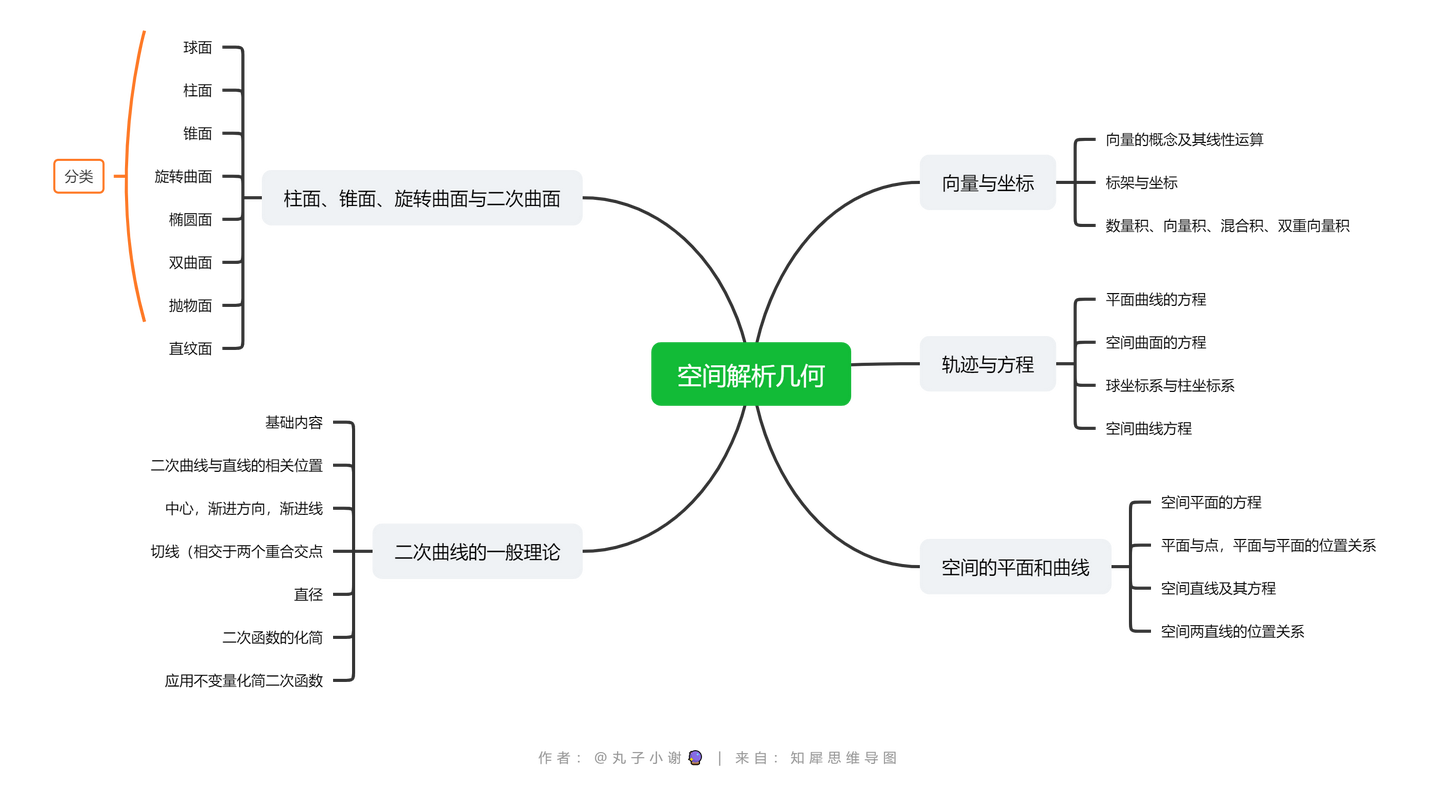 空间解析几何
向量与坐标
向量的概念及其线性运算
标架与坐标
数量积、向量积、混合积、双重向量积
轨迹与方程
平面曲线的方程
空间曲面的方程
球坐标系与柱坐标系
空间曲线方程
空间的平面和曲线
空间平面的方程
平面与点，平面与平面的位置关系
空间直线及其方程
空间两直线的位置关系
柱面、锥面、旋转曲面与二次曲面
球面
柱面
锥面
旋转曲面
椭圆面
双曲面
抛物面
直纹面
分类
二次曲线的一般理论
基础内容
二次曲线与直线的相关位置
中心，渐进方向，渐进线
切线（相交于两个重合交点
直径
二次函数的化简
应用不变量化简二次函数
作者：@丸子小谢🔮 | 来自：知犀思维导图